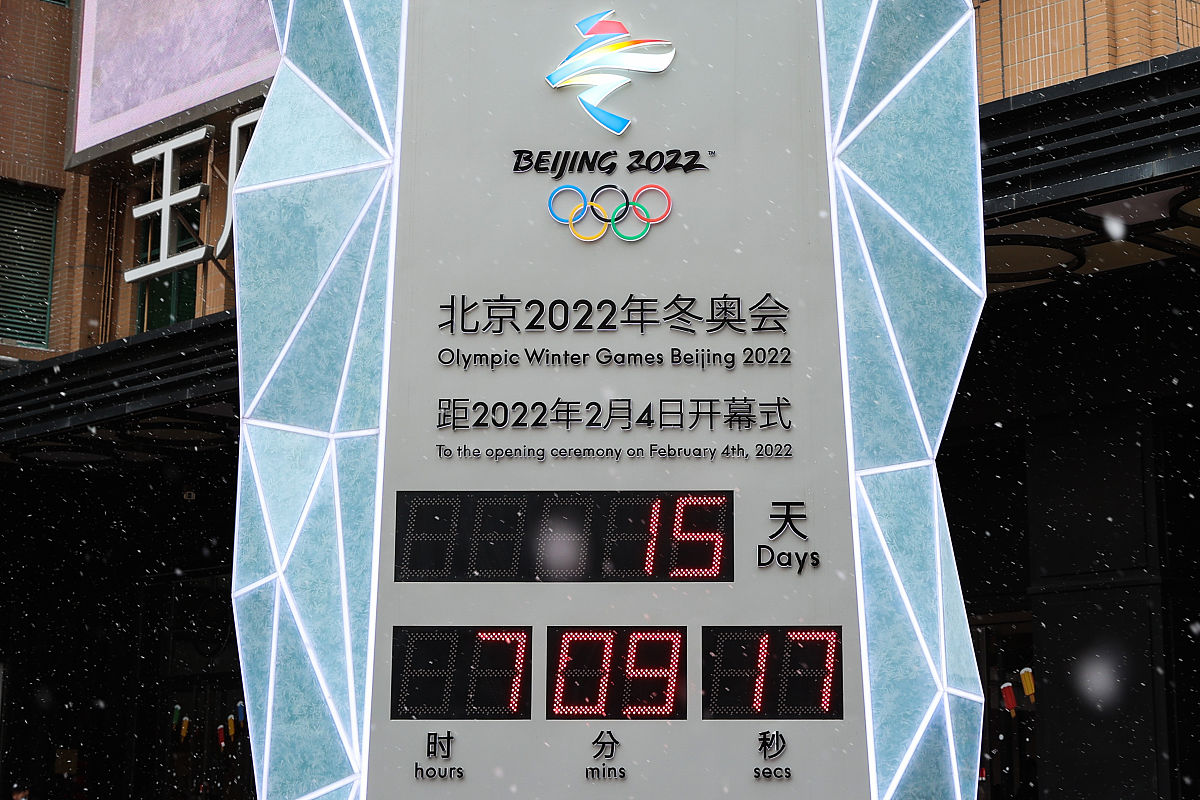 BEIJING 2022™
北京2022年冬奥会
Olympic Winter Games Beijing 2022
距2022年2月4日开幕式
To the opening ceremony on February 4th, 2022
15 天
Days
7 09 17
时 分 秒
hours mins secs